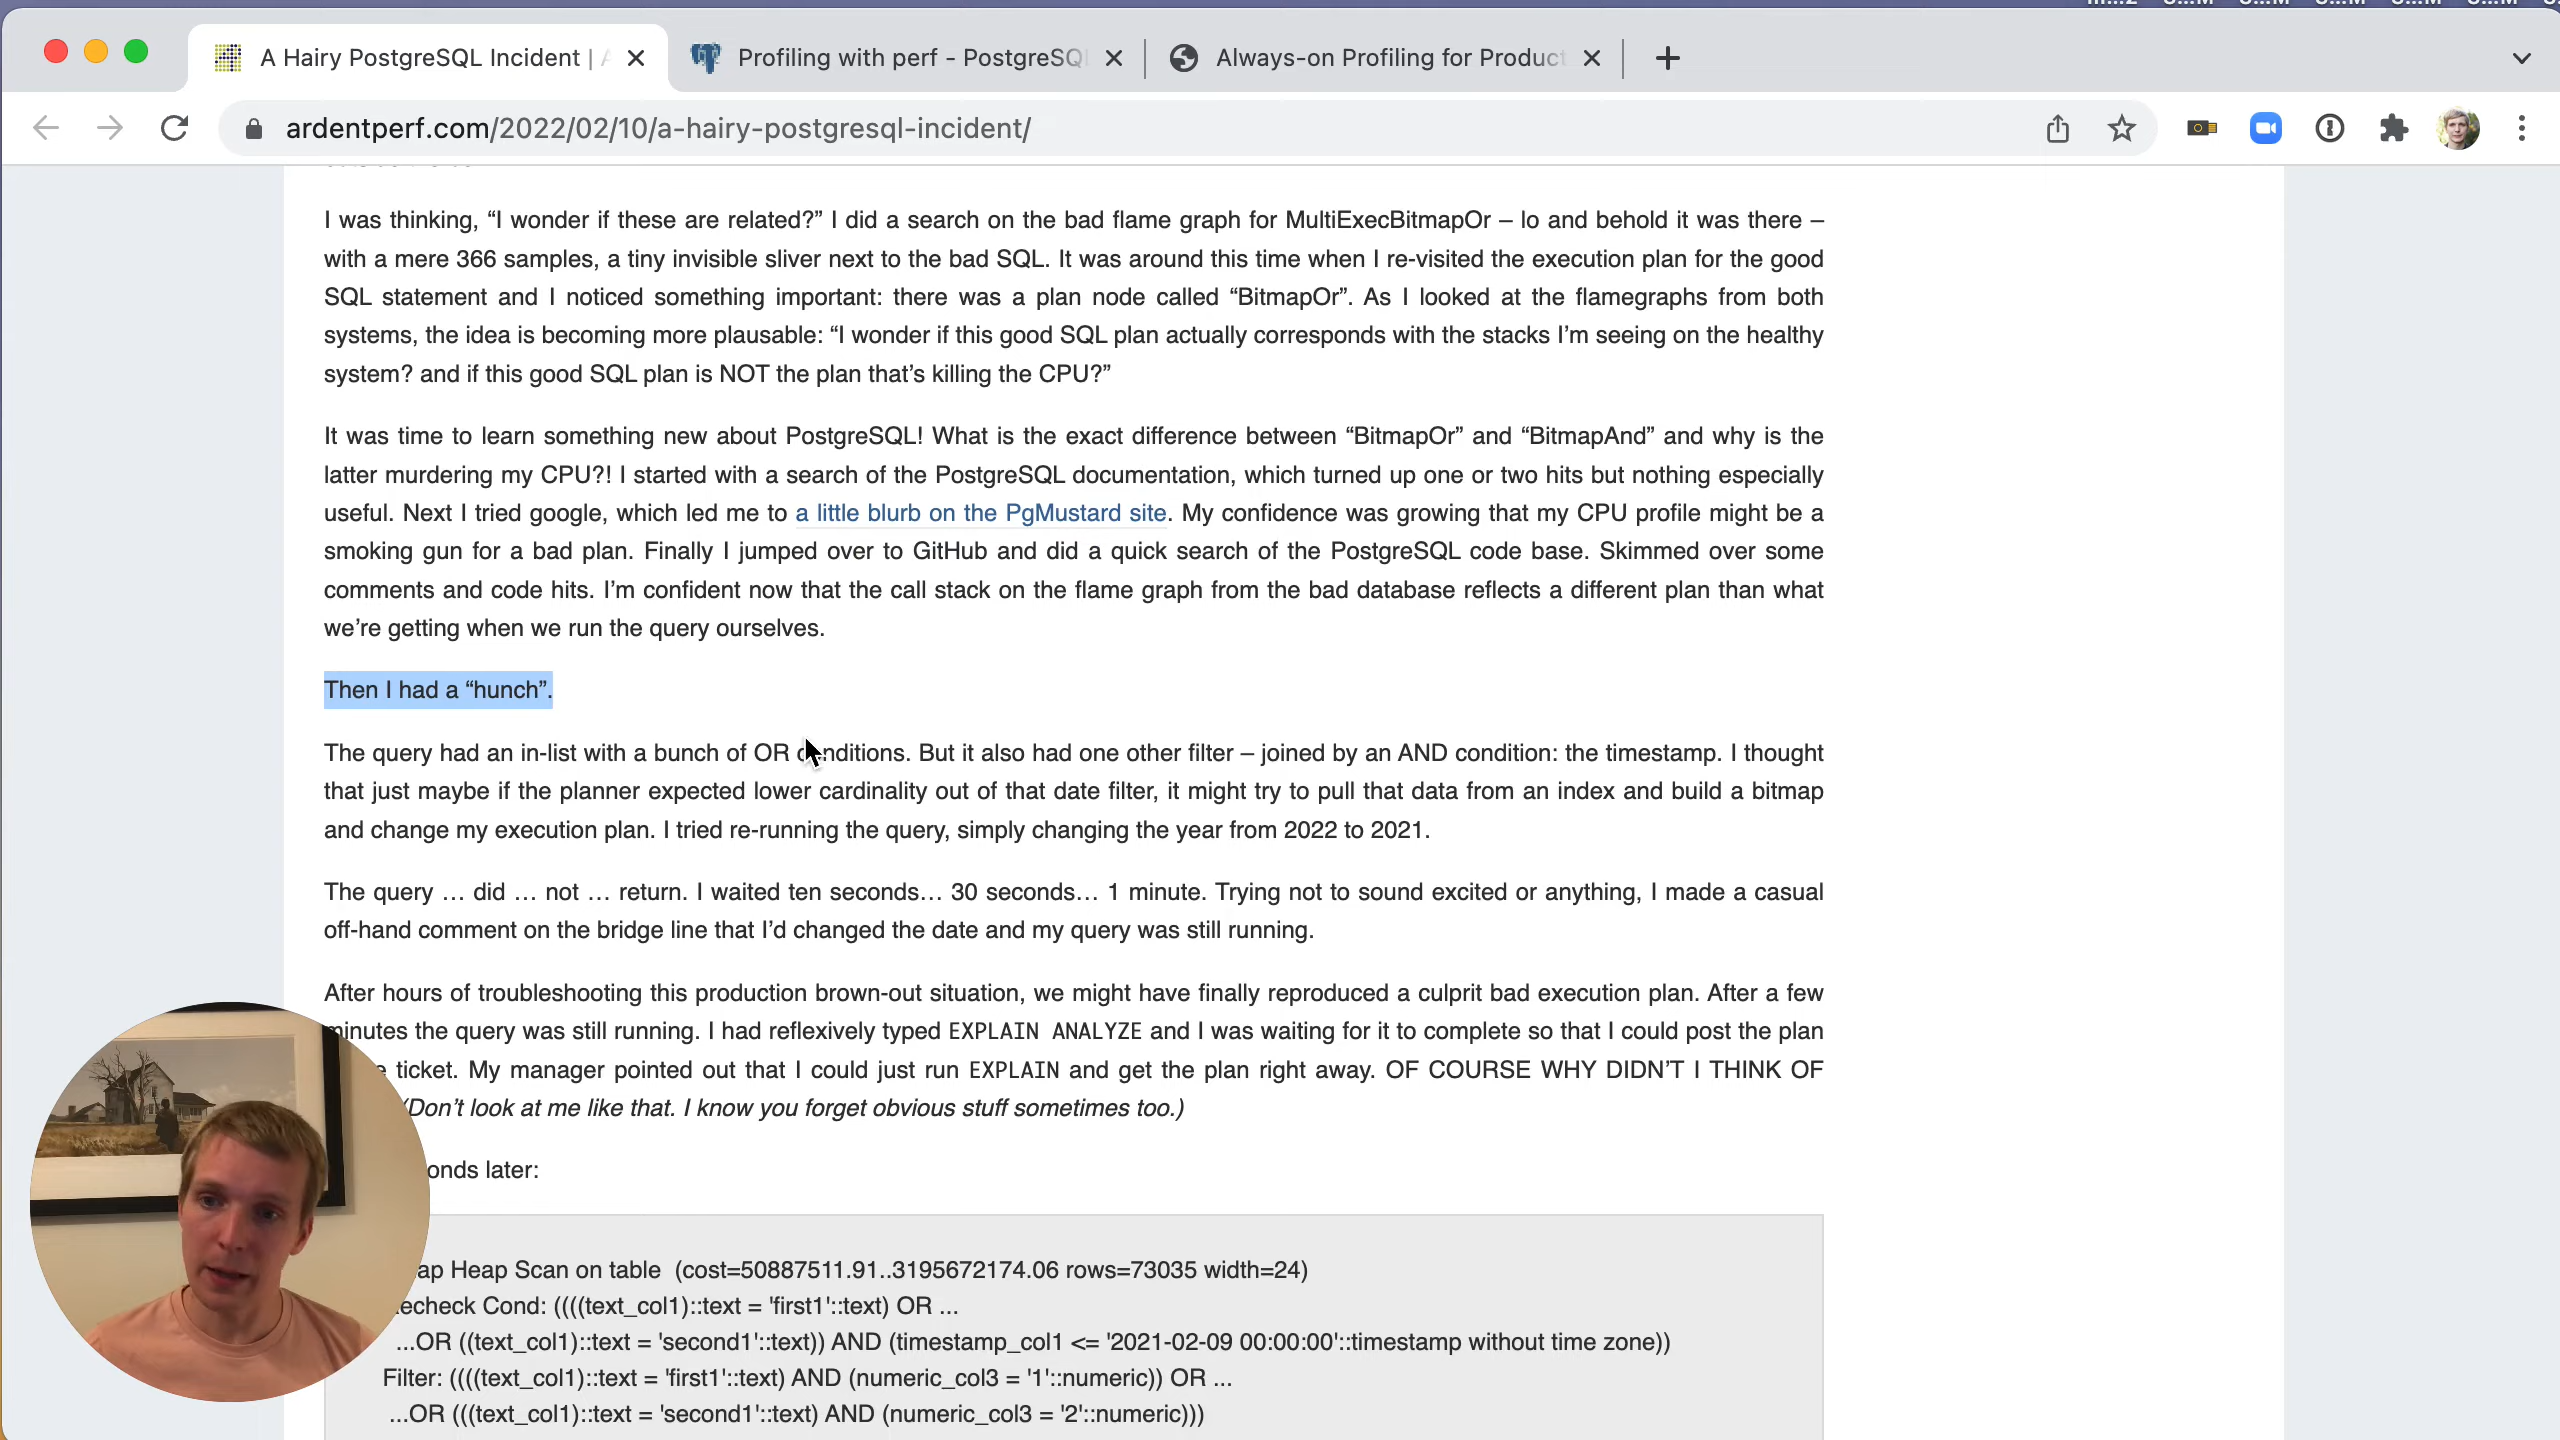 A Hairy PostgreSQL Incident |
Profiling with perf - PostgreSQ
Always-on Profiling for Produc
ardentperf.com/2022/02/10/a-hairy-postgresql-incident/
I was thinking, “I wonder if these are related?” I did a search on the bad flame graph for MultiExecBitmapOr – lo and behold it was there –
with a mere 366 samples, a tiny invisible sliver next to the bad SQL. It was around this time when I re-visited the execution plan for the good
SQL statement and I noticed something important: there was a plan node called “BitmapOr”. As I looked at the flamegraphs from both
systems, the idea is becoming more plausable: “I wonder if this good SQL plan actually corresponds with the stacks I’m seeing on the healthy
system? and if this good SQL plan is NOT the plan that’s killing the CPU?”
It was time to learn something new about PostgreSQL! What is the exact difference between “BitmapOr” and “BitmapAnd” and why is the
latter murdering my CPU?! I started with a search of the PostgreSQL documentation, which turned up one or two hits but nothing especially
useful. Next I tried google, which led me to a little blurb on the PgMustard site. My confidence was growing that my CPU profile might be a
smoking gun for a bad plan. Finally I jumped over to GitHub and did a quick search of the PostgreSQL code base. Skimmed over some
comments and code hits. I’m confident now that the call stack on the flame graph from the bad database reflects a different plan than what
we’re getting when we run the query ourselves.
Then I had a “hunch”.
The query had an in-list with a bunch of OR conditions. But it also had one other filter – joined by an AND condition: the timestamp. I thought
that just maybe if the planner expected lower cardinality out of that date filter, it might try to pull that data from an index and build a bitmap
and change my execution plan. I tried re-running the query, simply changing the year from 2022 to 2021.
The query … did … not … return. I waited ten seconds… 30 seconds… 1 minute. Trying not to sound excited or anything, I made a casual
off-hand comment on the bridge line that I’d changed the date and my query was still running.
After hours of troubleshooting this production brown-out situation, we might have finally reproduced a culprit bad execution plan. After a few
minutes the query was still running. I had reflexively typed EXPLAIN ANALYZE and I was waiting for it to complete so that I could post the plan
ticket. My manager pointed out that I could just run EXPLAIN and get the plan right away. OF COURSE WHY DIDN’T I THINK OF
(Don’t look at me like that. I know you forget obvious stuff sometimes too.)
onds later:
ap Heap Scan on table (cost=50887511.91..3195672174.06 rows=73035 width=24)
echeck Cond: ((((text_col1)::text = 'first1'::text) OR ...
...OR ((text_col1)::text = 'second1'::text)) AND (timestamp_col1 <= '2021-02-09 00:00:00'::timestamp without time zone))
Filter: ((((text_col1)::text = 'first1'::text) AND (numeric_col3 = '1'::numeric)) OR ...
...OR (((text_col1)::text = 'second1'::text) AND (numeric_col3 = '2'::numeric)))